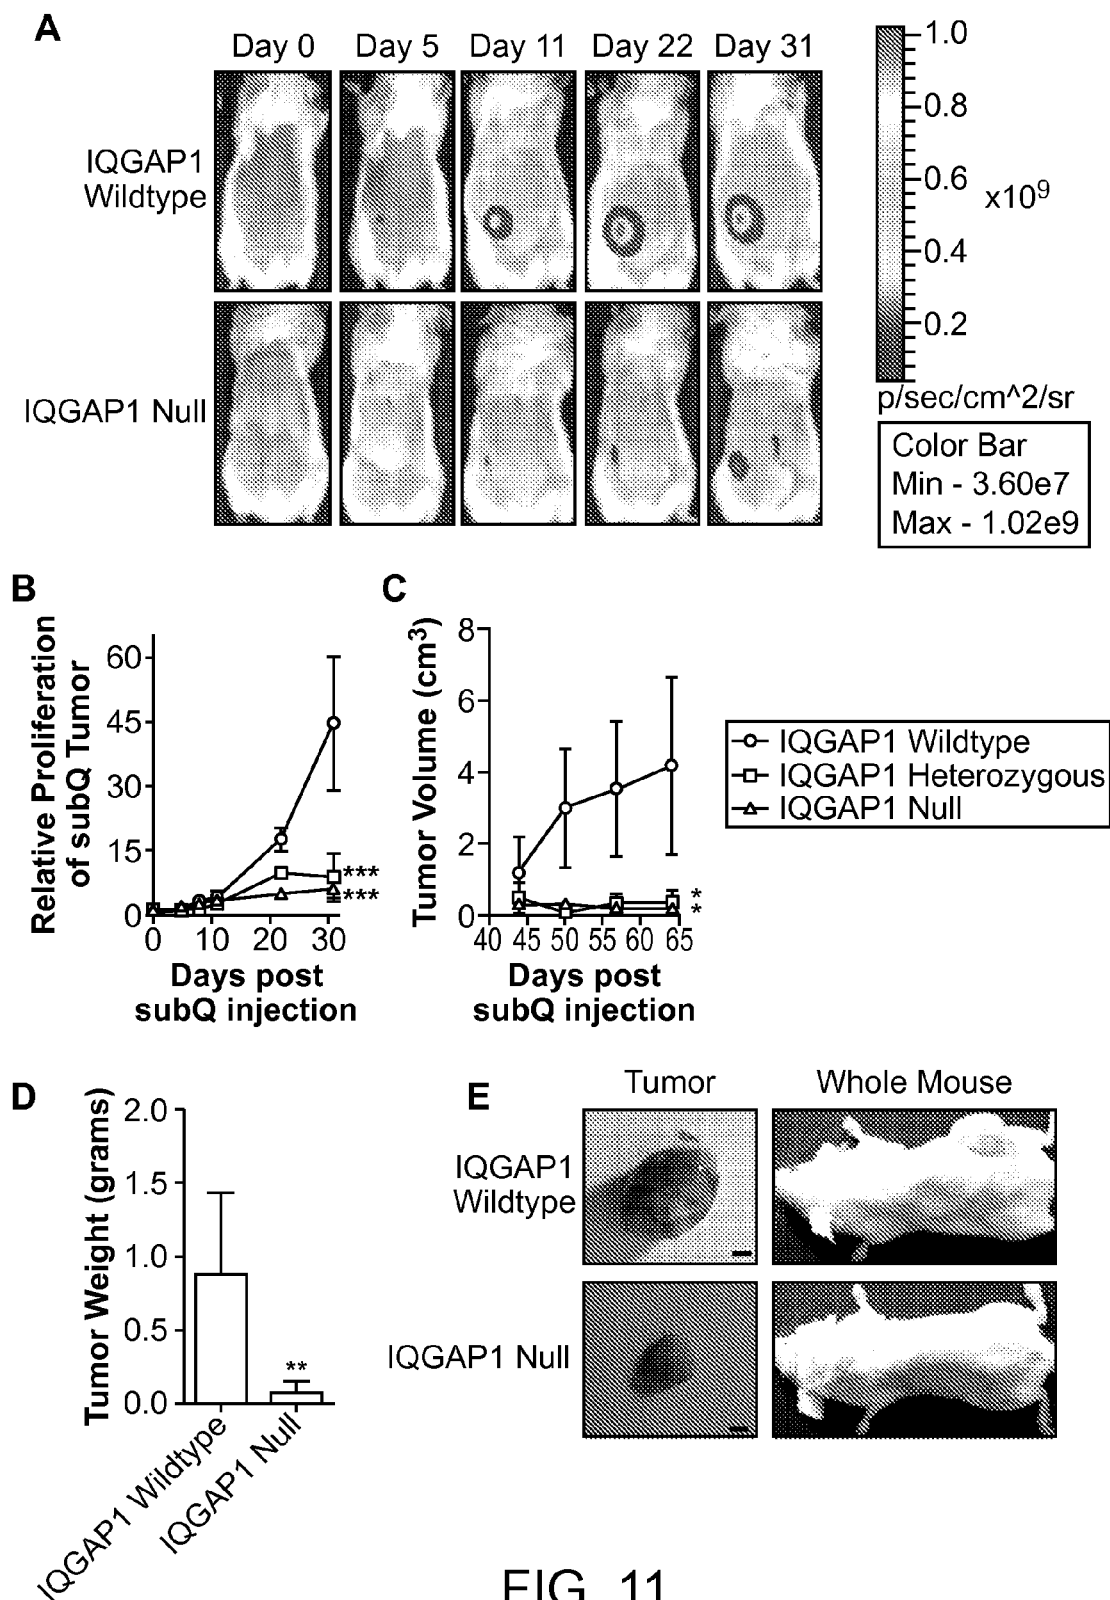 A
Day 0 Day 5 Day 11 Day 22 Day 31
IQGAP1
Wildtype
IQGAP1 Null
1.0
0.8
0.6
x10⁹
0.4
0.2
p/sec/cm^2/sr
Color Bar
Min - 3.60e7
Max - 1.02e9
B
Relative Proliferation
of subQ Tumor
60
45
30
15
0
***
***
0 10 20 30
Days post
subQ injection
C
Tumor Volume (cm³)
8
6
4
2
0
*
*
40 45 50 55 60 65
Days post
subQ injection
IQGAP1 Wildtype
IQGAP1 Heterozygous
IQGAP1 Null
D
Tumor Weight (grams)
2.0
1.5
1.0
0.5
0.0
**
IQGAP1 Wildtype
IQGAP1 Null
E
Tumor Whole Mouse
IQGAP1
Wildtype
IQGAP1 Null
FIG. 11